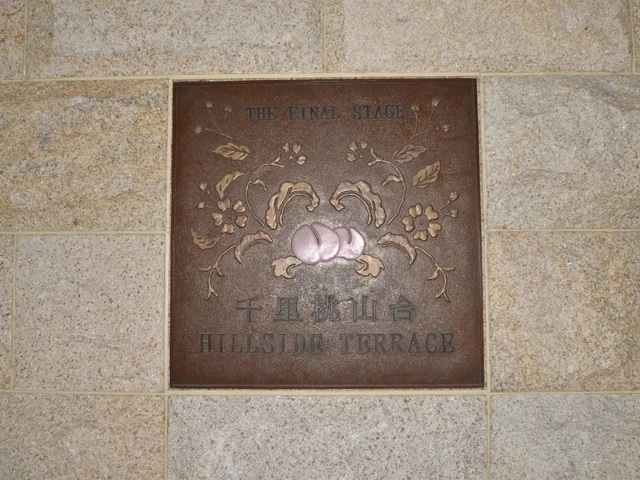 THE FINAL STAGE
千里桃山台
HILLSIDE TERRACE